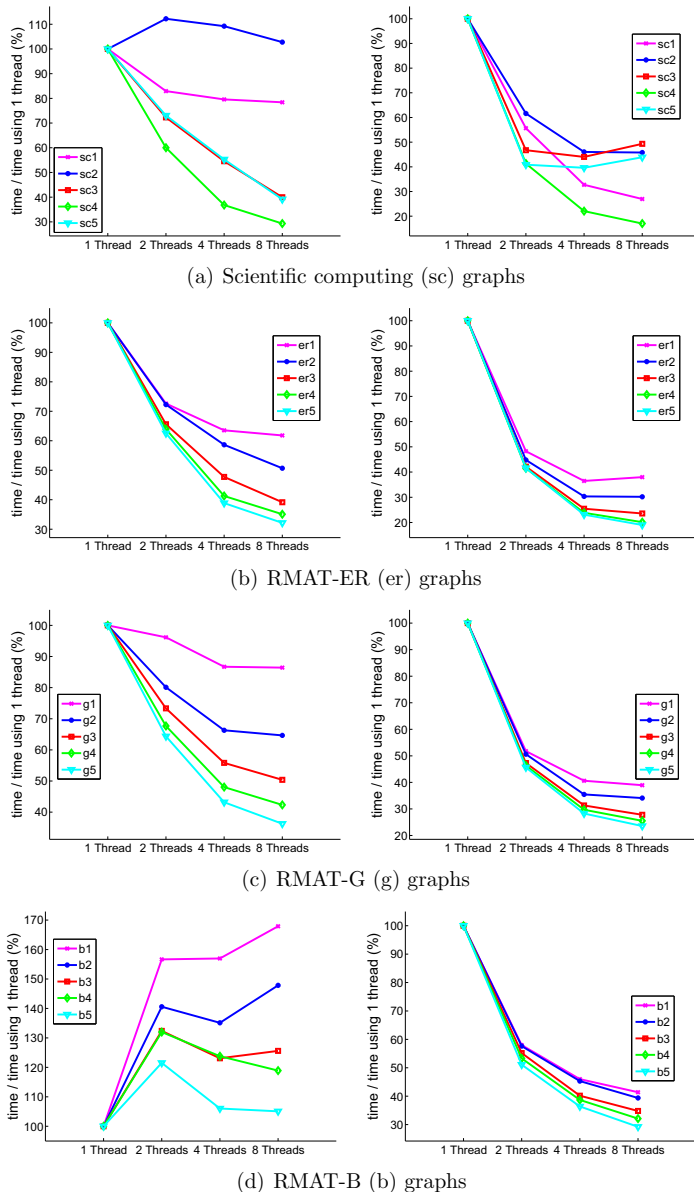 time / time using 1 thread (%)
110
100
90
80
70
60
50
40
30
sc1
sc2
sc3
sc4
sc5
1 Thread 2 Threads 4 Threads 8 Threads
time / time using 1 thread (%)
100
90
80
70
60
50
40
30
20
sc1
sc2
sc3
sc4
sc5
1 Thread 2 Threads 4 Threads 8 Threads
(a) Scientific computing (sc) graphs
time / time using 1 thread (%)
100
90
80
70
60
50
40
30
er1
er2
er3
er4
er5
1 Thread 2 Threads 4 Threads 8 Threads
time / time using 1 thread (%)
100
90
80
70
60
50
40
30
20
er1
er2
er3
er4
er5
1 Thread 2 Threads 4 Threads 8 Threads
(b) RMAT-ER (er) graphs
time / time using 1 thread (%)
100
90
80
70
60
50
40
g1
g2
g3
g4
g5
1 Thread 2 Threads 4 Threads 8 Threads
time / time using 1 thread (%)
100
90
80
70
60
50
40
30
20
g1
g2
g3
g4
g5
1 Thread 2 Threads 4 Threads 8 Threads
(c) RMAT-G (g) graphs
time / time using 1 thread (%)
170
160
150
140
130
120
110
100
b1
b2
b3
b4
b5
1 Thread 2 Threads 4 Threads 8 Threads
time / time using 1 thread (%)
100
90
80
70
60
50
40
30
b1
b2
b3
b4
b5
1 Thread 2 Threads 4 Threads 8 Threads
(d) RMAT-B (b) graphs